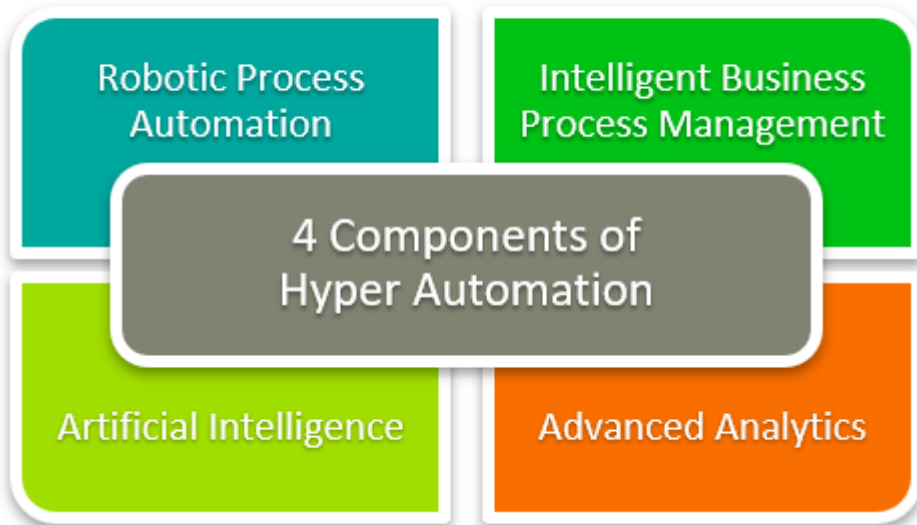 Robotic Process
Automation
Intelligent Business
Process Management
4 Components of
Hyper Automation
Artificial Intelligence
Advanced Analytics